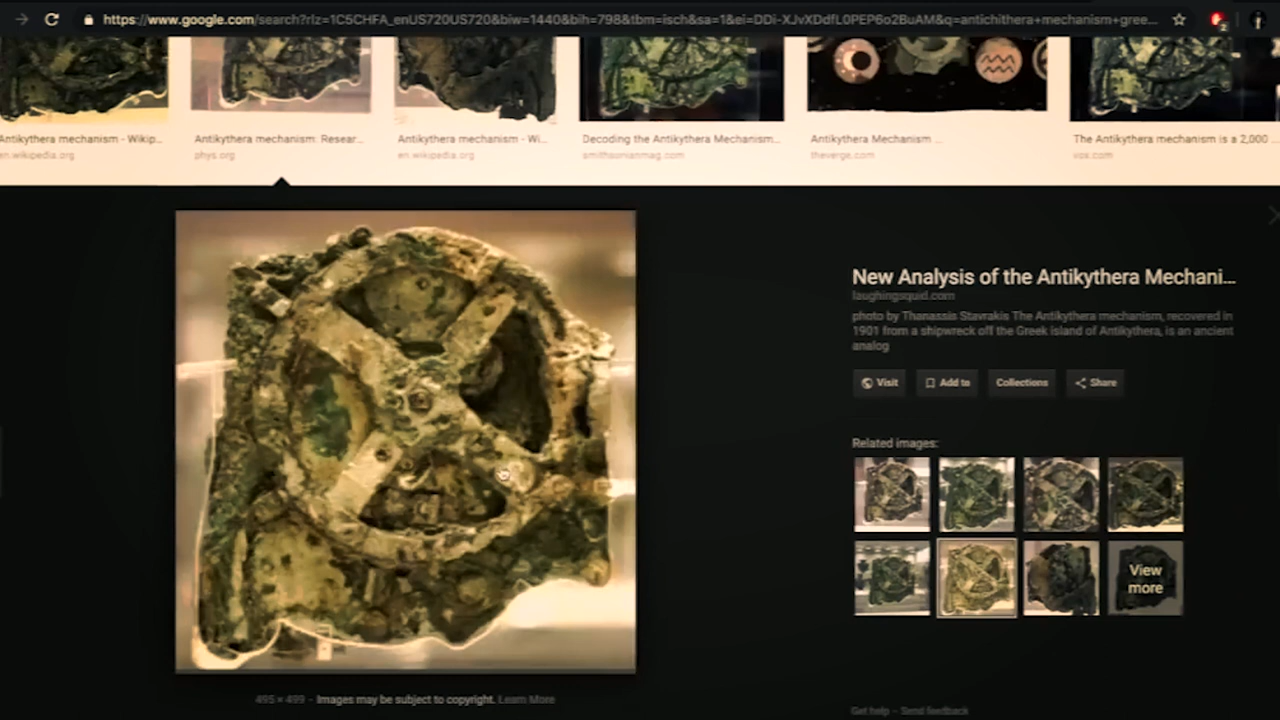 https://www.google.com/search?rlz=1C5CHFA_enUS720US720&biw=1440&bih=798&tbm=isch&sa=1&ei=DDi-XJvXDdfL0PEP6o2BuAM&q=antichithera+mechanism+gree...
Antikythera mechanism - Wikip...
en.wikipedia.org
Antikythera mechanism: Resear...
phys.org
Antikythera mechanism - Wi...
en.wikipedia.org
Decoding the Antikythera Mechanism...
smithsonianmag.com
Antikythera Mechanism ...
theverge.com
The Antikythera mechanism is a 2,000 ...
vox.com
New Analysis of the Antikythera Mechani...
laughingsquid.com
photo by Thanassis Stavrakis The Antikythera mechanism, recovered in
1901 from a shipwreck off the Greek island of Antikythera, is an ancient
analog
Visit
Add to
Collections
Share
Related images:
View
more
495 × 499 - Images may be subject to copyright. Learn More
Get help - Send feedback